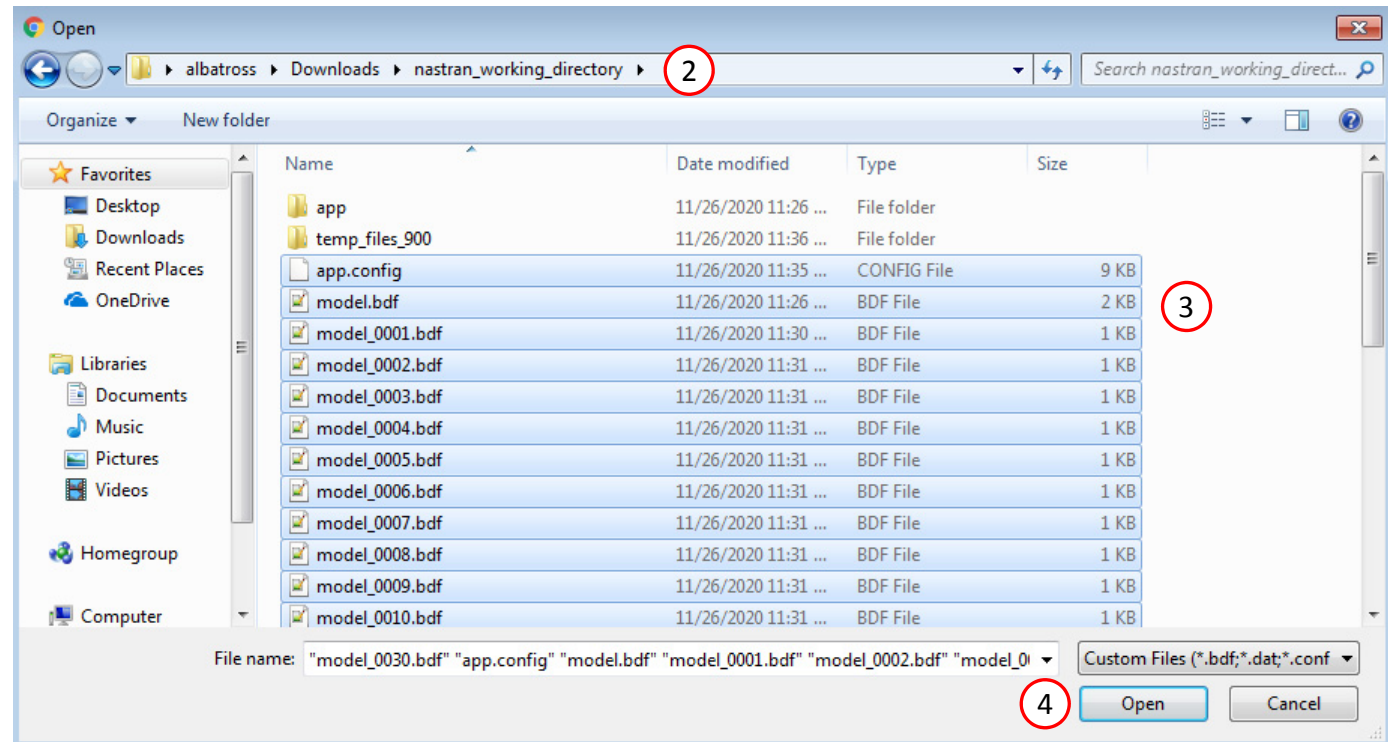 Open
albatross Downloads nastran_working_directory 2 Search nastran_working_direct...
Organize New folder
Name Date modified Type Size
Favorites
Desktop
Downloads
Recent Places
OneDrive
Libraries
Documents
Music
Pictures
Videos
Homegroup
Computer
app 11/26/2020 11:26 ... File folder
temp_files_900 11/26/2020 11:36 ... File folder
app.config 11/26/2020 11:35 ... CONFIG File 9 KB
model.bdf 11/26/2020 11:26 ... BDF File 2 KB
3
model_0001.bdf 11/26/2020 11:30 ... BDF File 1 KB
model_0002.bdf 11/26/2020 11:31 ... BDF File 1 KB
model_0003.bdf 11/26/2020 11:31 ... BDF File 1 KB
model_0004.bdf 11/26/2020 11:31 ... BDF File 1 KB
model_0005.bdf 11/26/2020 11:31 ... BDF File 1 KB
model_0006.bdf 11/26/2020 11:31 ... BDF File 1 KB
model_0007.bdf 11/26/2020 11:31 ... BDF File 1 KB
model_0008.bdf 11/26/2020 11:31 ... BDF File 1 KB
model_0009.bdf 11/26/2020 11:31 ... BDF File 1 KB
model_0010.bdf 11/26/2020 11:31 ... BDF File 1 KB
File name: "model_0030.bdf" "app.config" "model.bdf" "model_0001.bdf" "model_0002.bdf" "model_0( Custom Files (*.bdf;*.dat;*.conf
4 Open Cancel